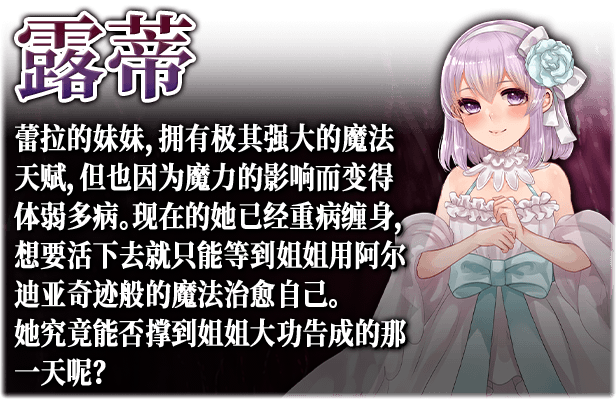 露蒂
蕾拉的妹妹，拥有极其强大的魔法
天赋，但也因为魔力的影响而变得
体弱多病。现在的她已经重病缠身，
想要活下去就只能等到姐姐用阿尔
迪亚奇迹般的魔法治愈自己。
她究竟能否撑到姐姐大功告成的那
一天呢？